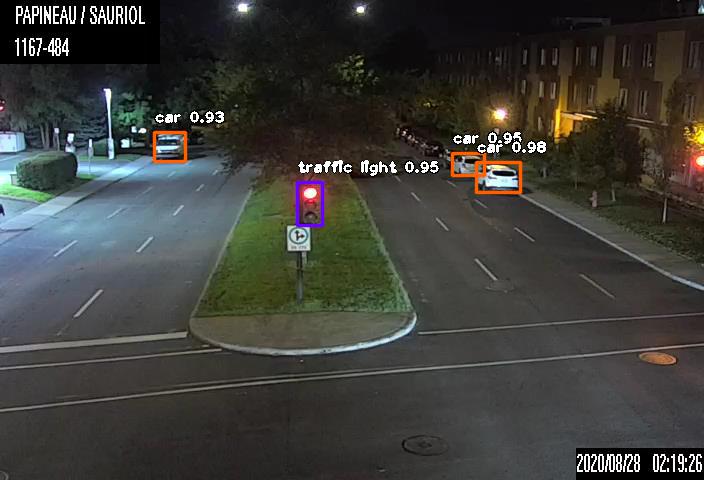 PAPINEAU / SAURIOL
1167-484
car 0.93
car 0.95
car 0.98
traffic light 0.95
2020/08/28 02:19:26